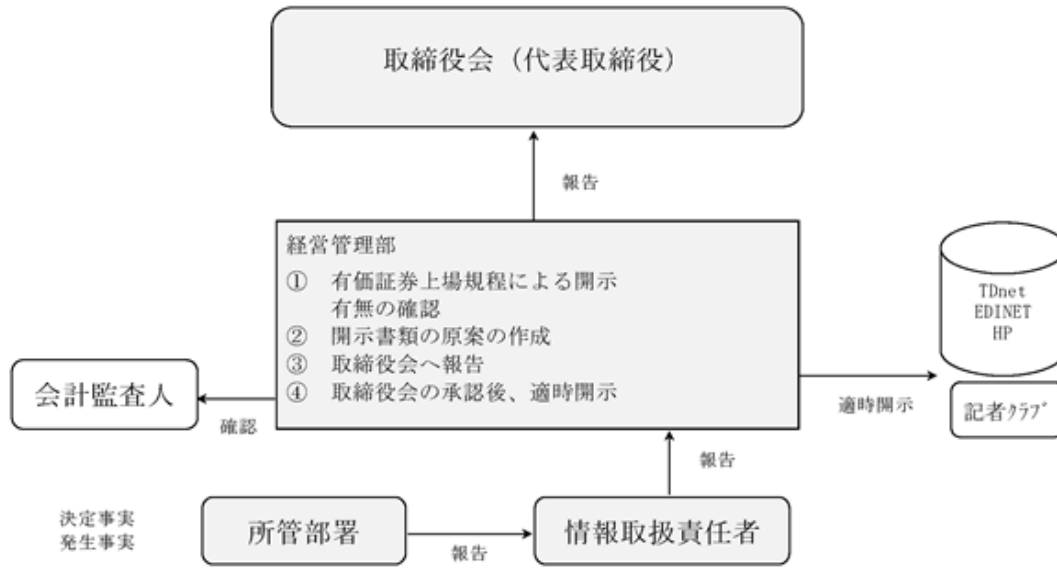 取締役会（代表取締役）
報告
経営管理部
① 有価証券上場規程による開示
有無の確認
② 開示書類の原案の作成
③ 取締役会へ報告
④ 取締役会の承認後、適時開示
TDnet
EDINET
HP
会計監査人
確認
適時開示
記者ｸﾗﾌﾞ
報告
決定事実
発生事実
所管部署
報告
情報取扱責任者